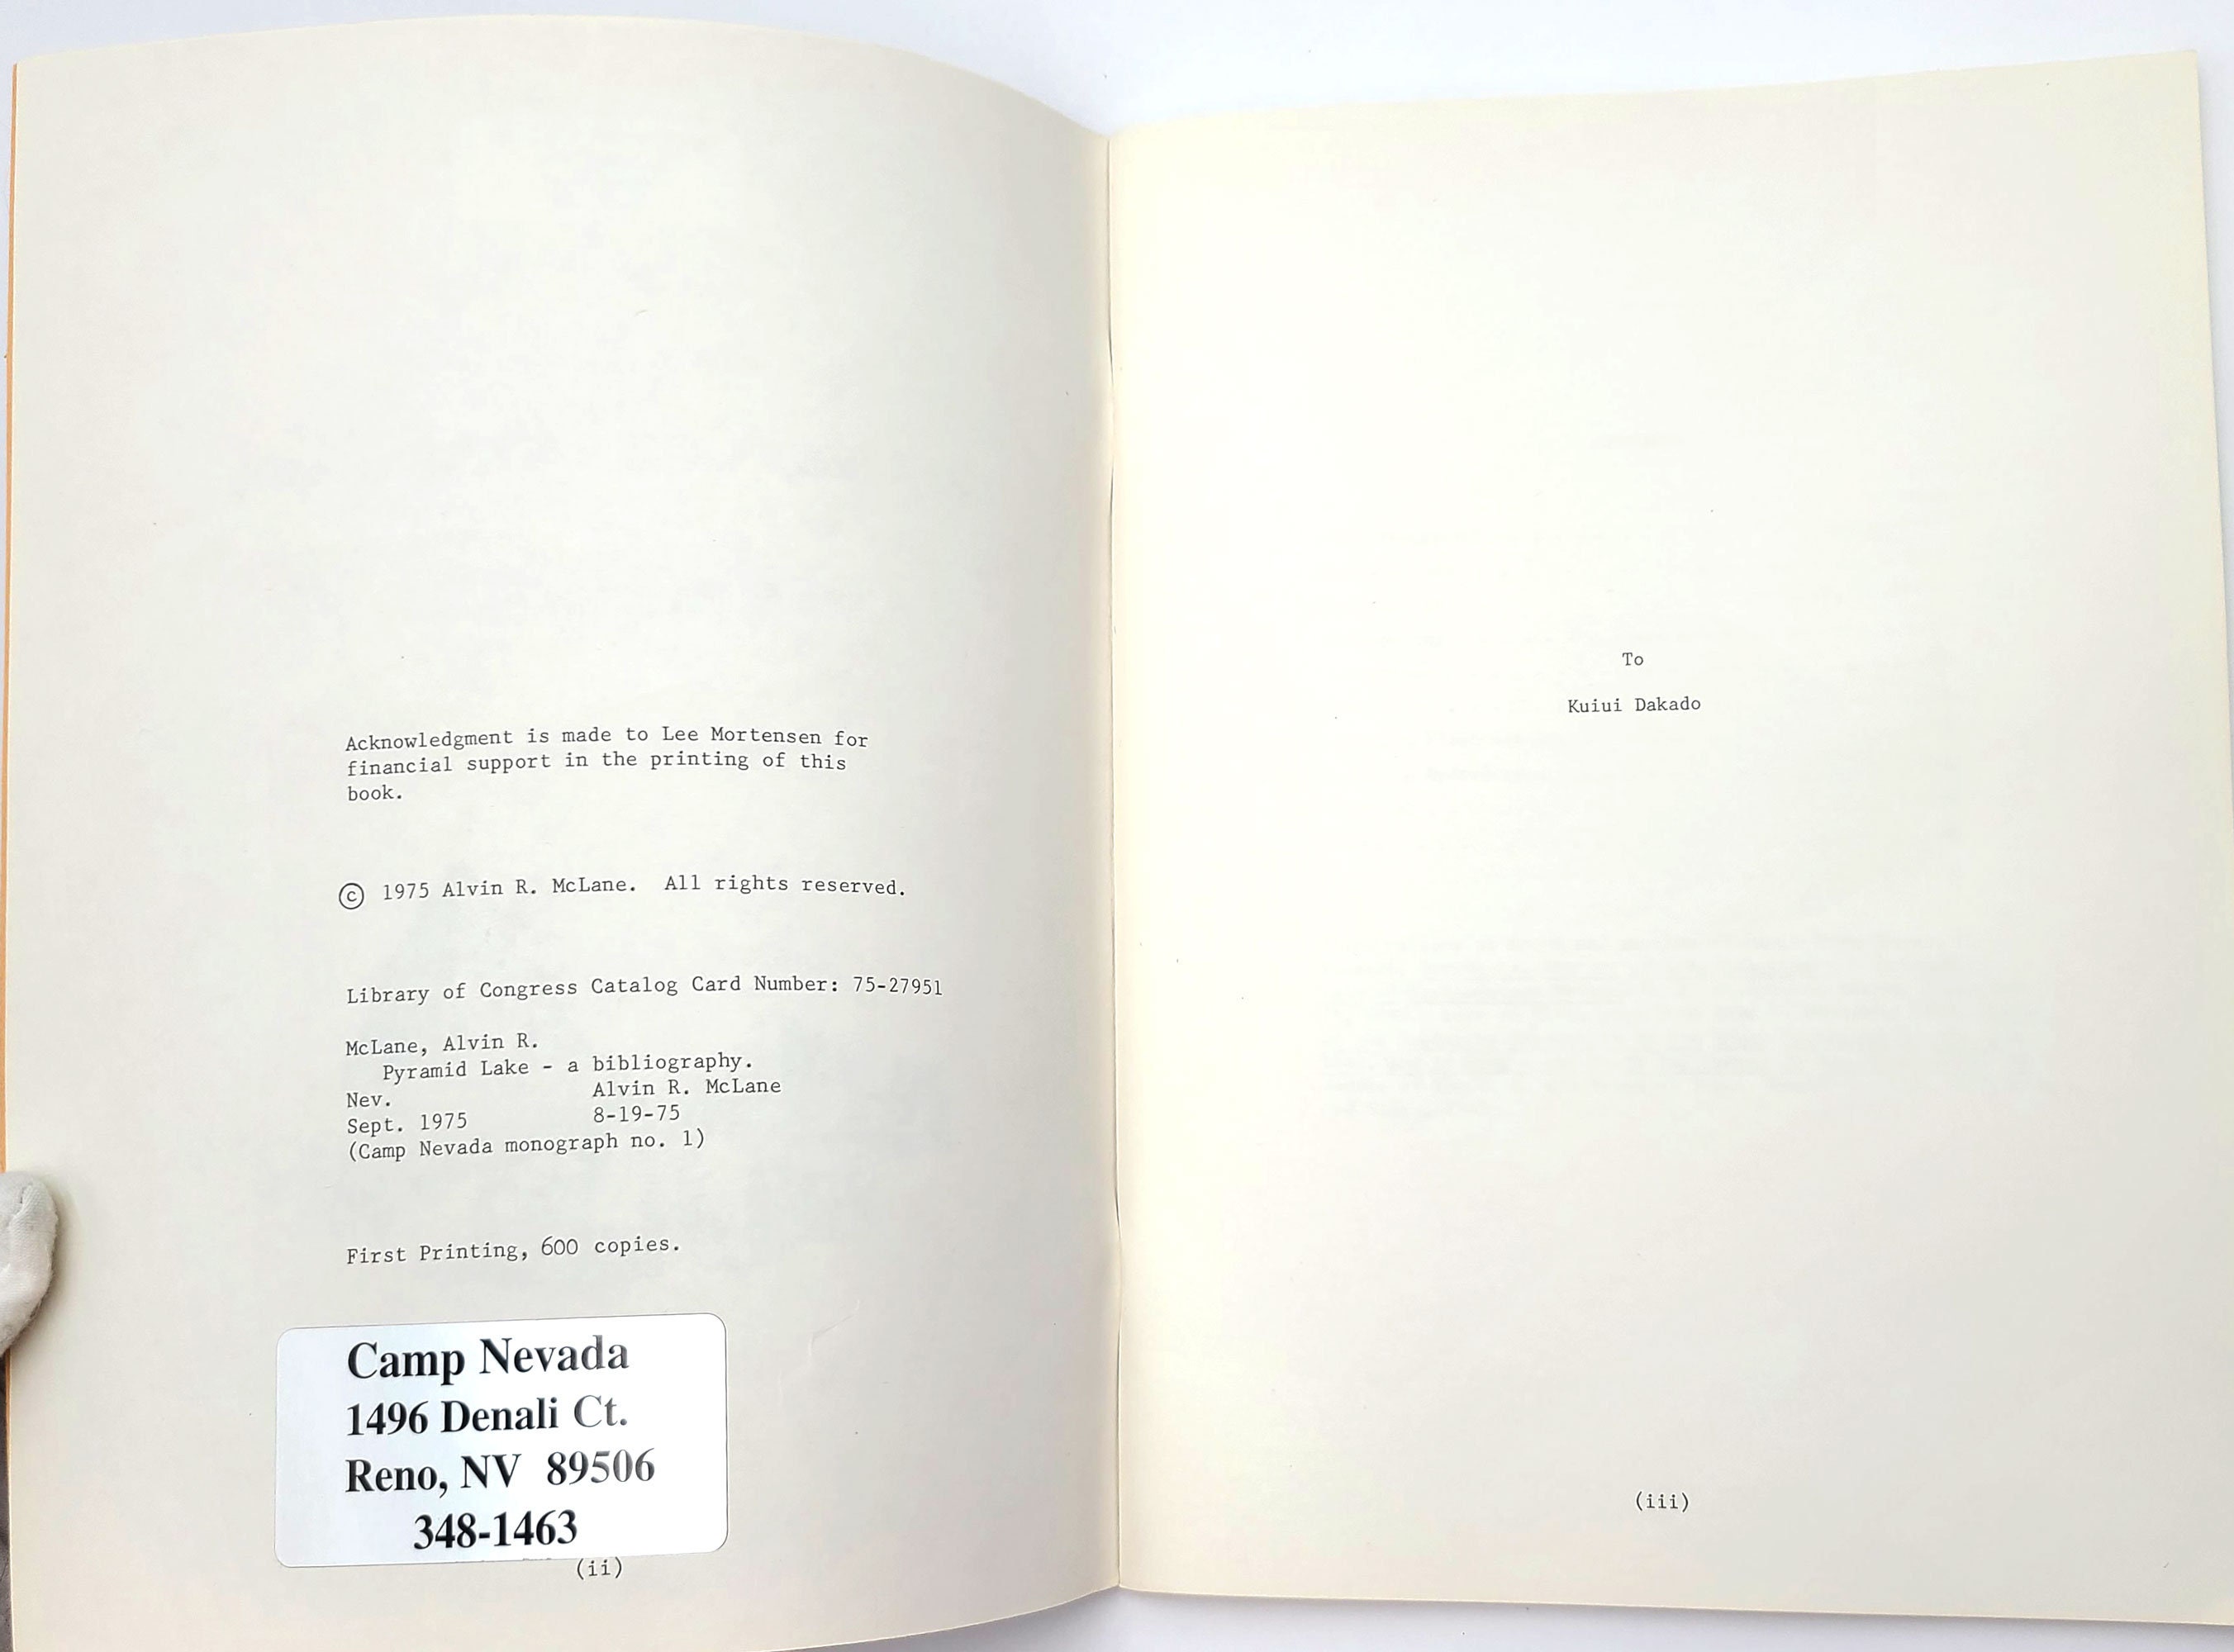 Acknowledgment is made to Lee Mortensen for
financial support in the printing of this
book.
© 1975 Alvin R. McLane. All rights reserved.
Library of Congress Catalog Card Number: 75-27951
McLane, Alvin R.
Pyramid Lake - a bibliography.
Nev. Alvin R. McLane
Sept. 1975 8-19-75
(Camp Nevada monograph no. 1)
First Printing, 600 copies.
Camp Nevada
1496 Denali Ct.
Reno, NV 89506
348-1463
(ii)
To
Kuiui Dakado
(iii)